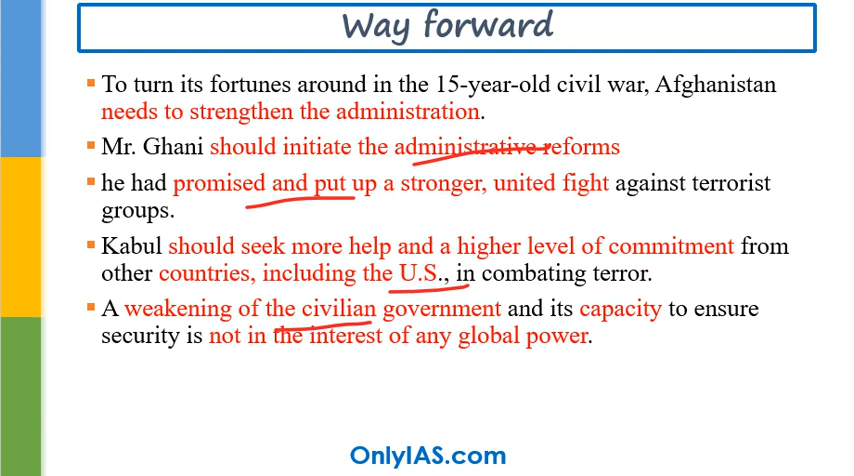 Way forward
▪ To turn its fortunes around in the 15-year-old civil war, Afghanistan
needs to strengthen the administration.
▪ Mr. Ghani should initiate the administrative reforms
▪ he had promised and put up a stronger, united fight against terrorist
groups.
▪ Kabul should seek more help and a higher level of commitment from
other countries, including the U.S., in combating terror.
▪ A weakening of the civilian government and its capacity to ensure
security is not in the interest of any global power.
OnlyIAS.com